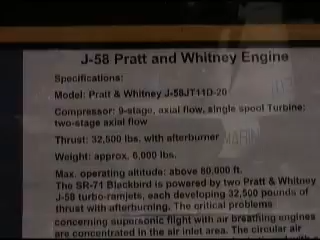 J-58 Pratt and Whitney Engine
Specifications:
Model: Pratt & Whitney J-58JT11D-20
Compressor: 9-stage, axial flow, single spool Turbine:
two-stage axial flow
Thrust: 32,500 lbs. with afterburner
MARIN
Weight: approx. 6,000 lbs.
Max. operating altitude: above 80,000 ft.
The SR-71 Blackbird is powered by two Pratt & Whitney
J-58 turbo-ramjets, each developing 32,500 pounds of
thrust with afterburning. The critical problems
concerning supersonic flight with air breathing engines
are concentrated in the air inlet area. The circular air